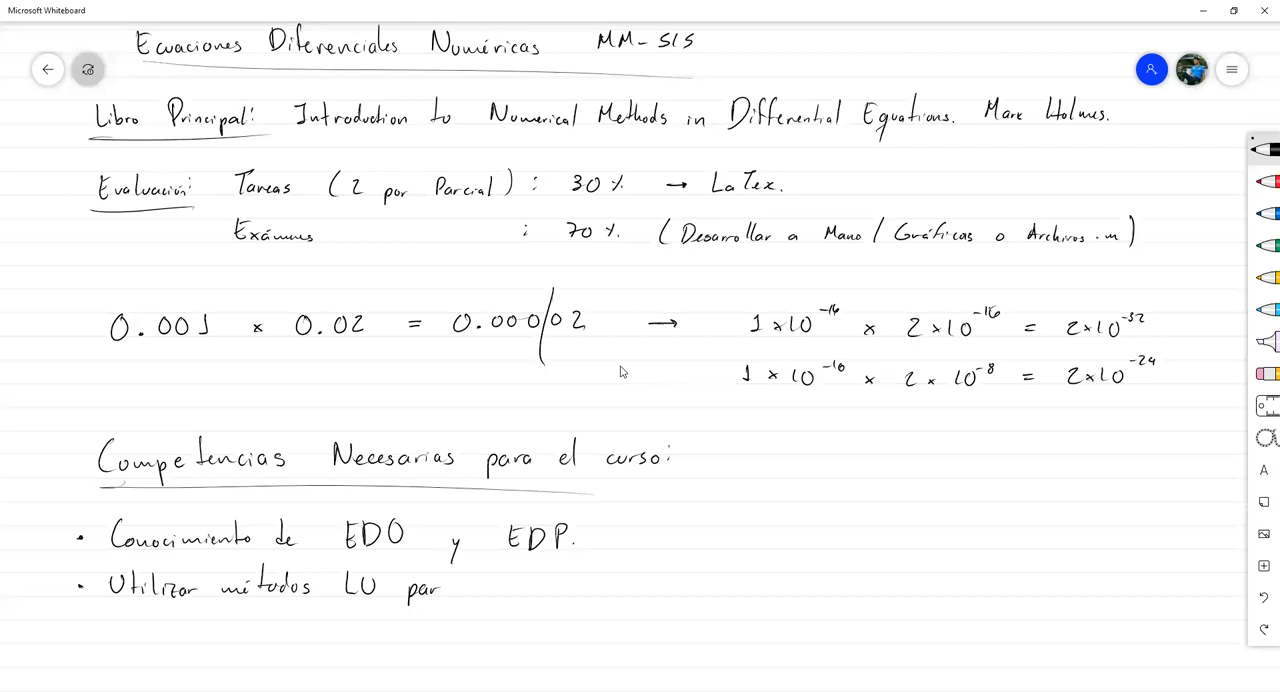 Microsoft Whiteboard
Ecuaciones Diferenciales Numéricas MM-515
Libro Principal: Introduction to Numerical Methods in Differential Equations. Mark Holmes.
Evaluación: Tareas (2 por Parcial) : 30% → LaTex.
Exámenes : 70%. (Desarrollar a Mano / Gráficas o Archivos .m)
0.001 × 0.02 = 0.000/02 → 1×10⁻¹⁶ × 2×10⁻¹⁶ = 2×10⁻³²
1 × 10⁻¹⁶ × 2 × 10⁻⁸ = 2×10⁻²⁴
Competencias Necesarias para el curso:
• Conocimiento de EDO y EDP.
• Utilizar métodos LU par
A